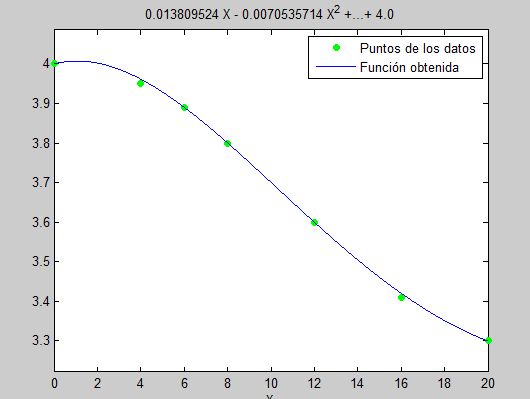 0.013809524 X - 0.0070535714 X² +...+ 4.0
Puntos de los datos
Función obtenida
4
3.9
3.8
3.7
3.6
3.5
3.4
3.3
0 2 4 6 8 10 12 14 16 18 20